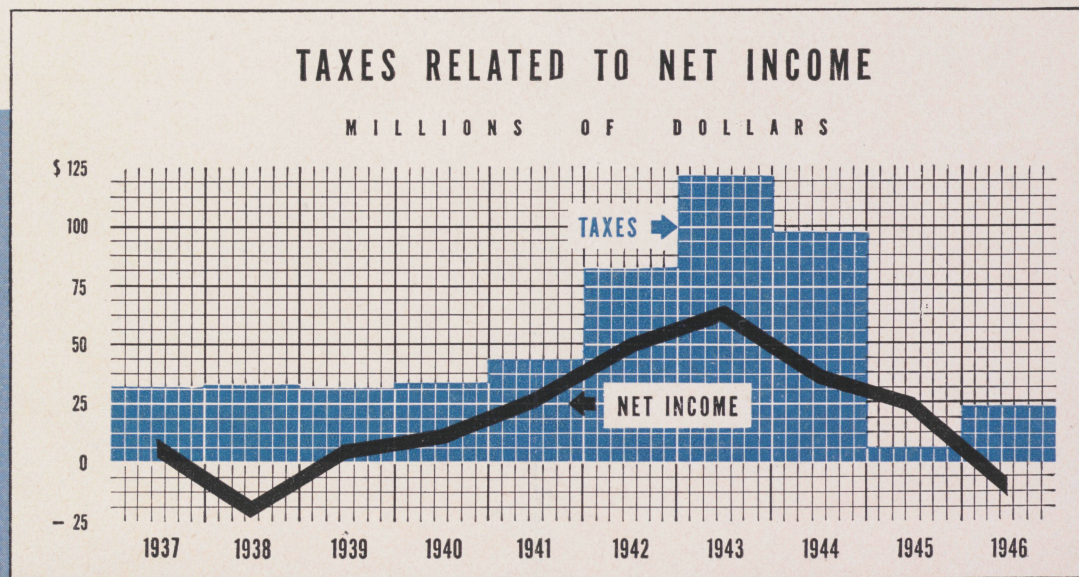 TAXES RELATED TO NET INCOME
MILLIONS OF DOLLARS
$ 125
100
TAXES
75
50
25
NET INCOME
0
– 25
1937 1938 1939 1940 1941 1942 1943 1944 1945 1946